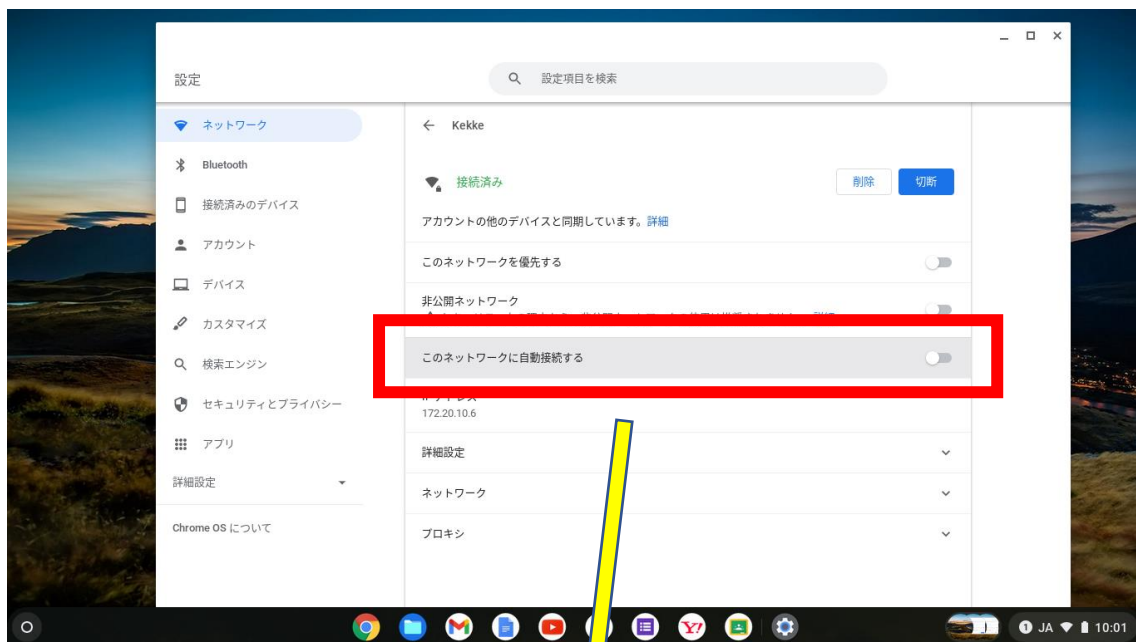 設定
設定項目を検索
ネットワーク
Bluetooth
接続済みのデバイス
アカウント
デバイス
カスタマイズ
検索エンジン
セキュリティとプライバシー
アプリ
詳細設定
Chrome OS について
Kekke
接続済み
削除
切断
アカウントの他のデバイスと同期しています。詳細
このネットワークを優先する
非公開ネットワーク
このネットワークに自動接続する
172.20.10.6
詳細設定
ネットワーク
プロキシ
1 JA 10:01